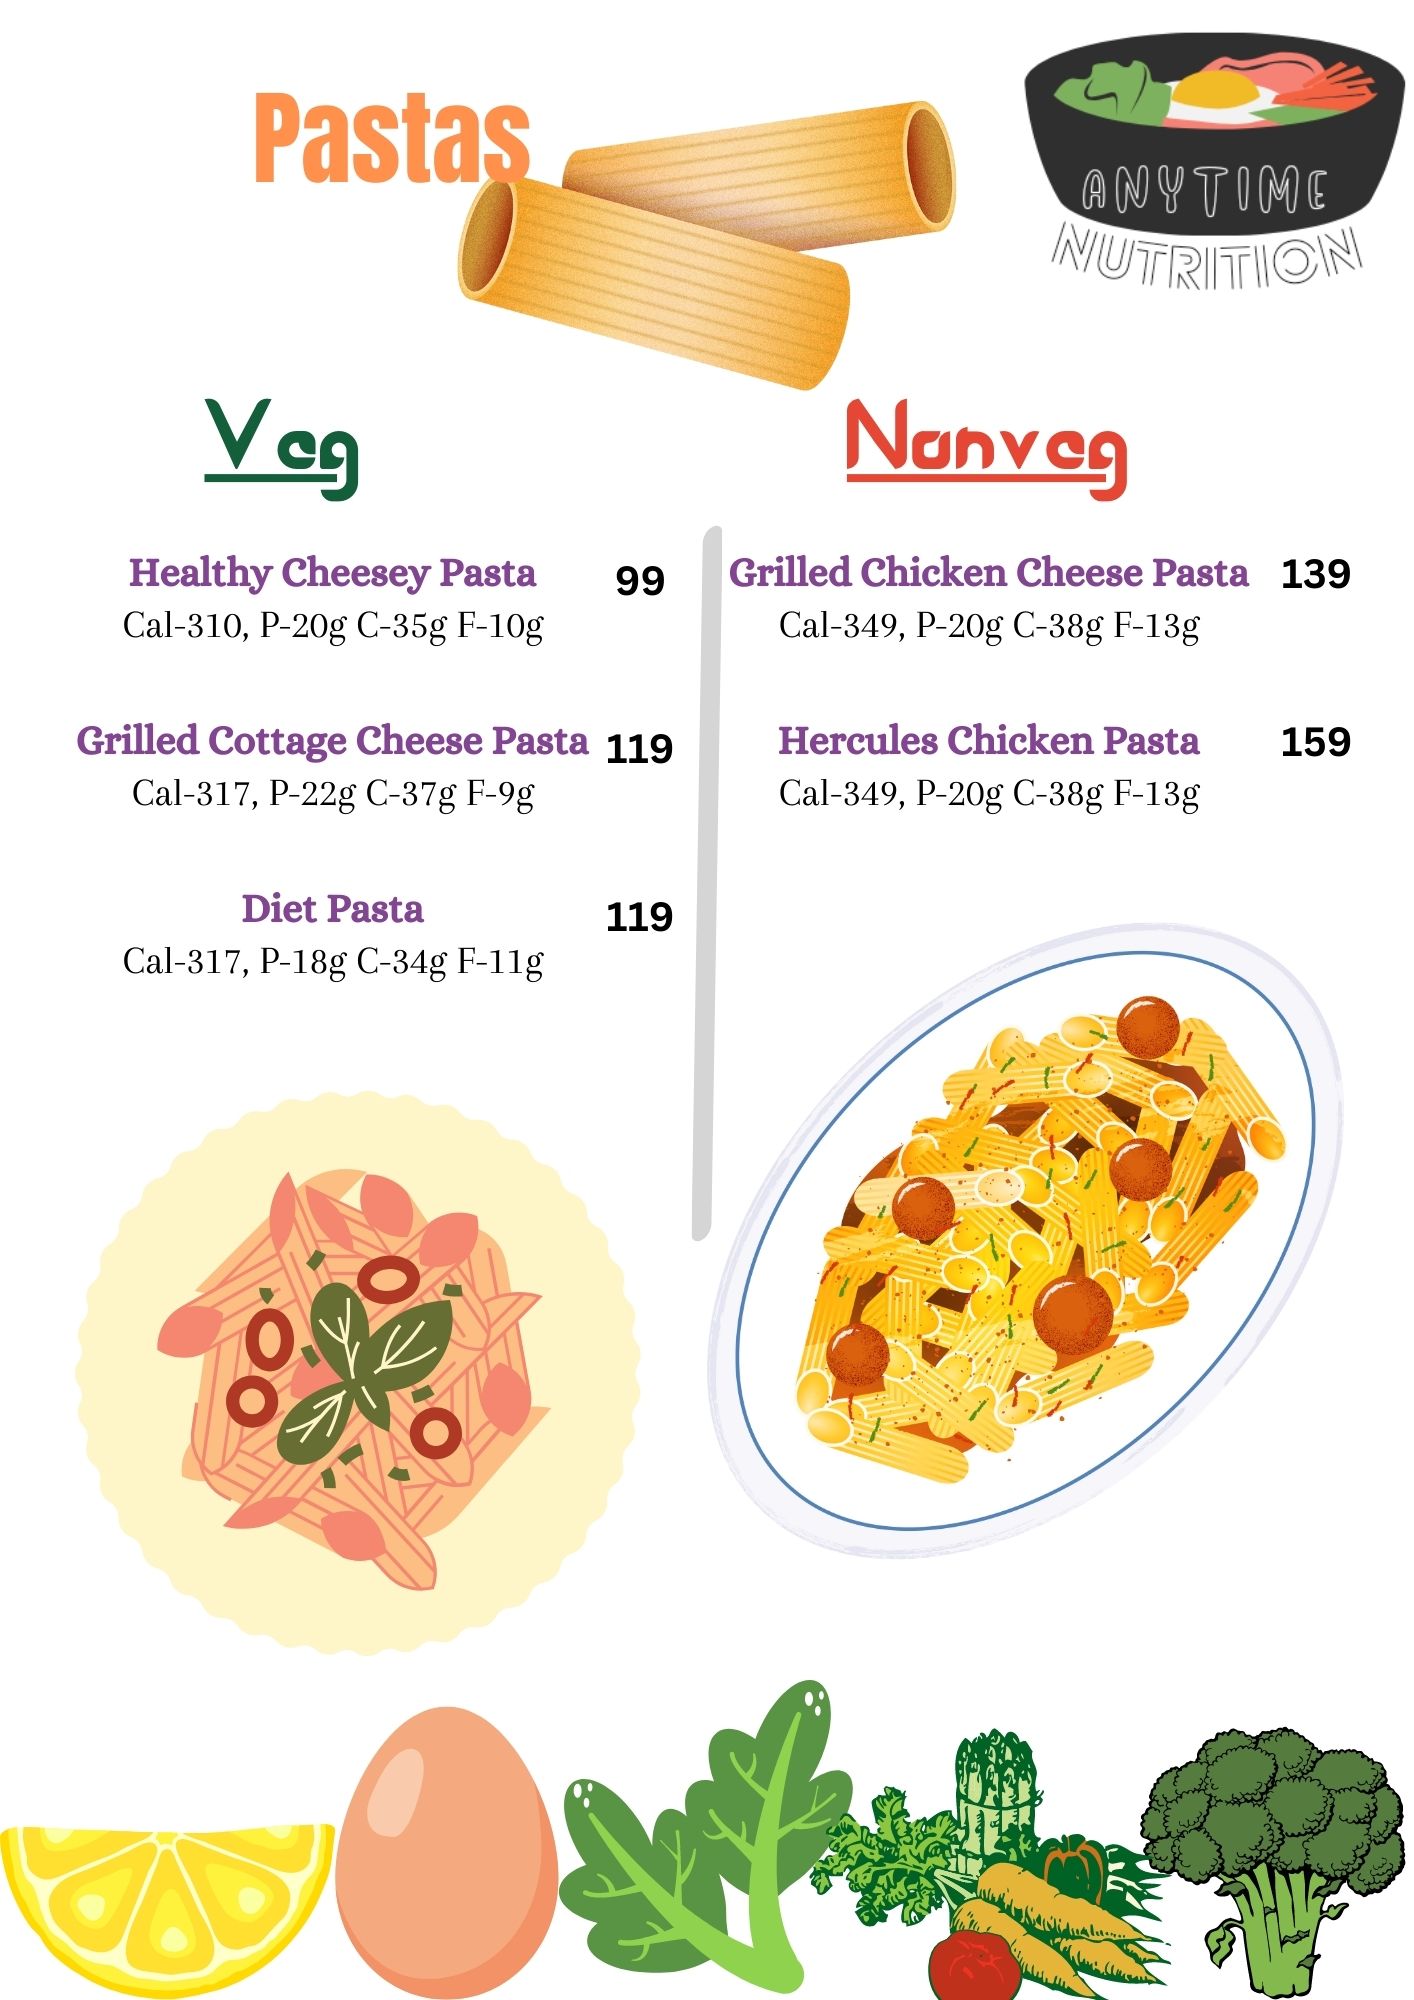 Pastas
ANYTIME
NUTRITION
Veg
Healthy Cheesey Pasta 99
Cal-310, P-20g C-35g F-10g
Grilled Cottage Cheese Pasta 119
Cal-317, P-22g C-37g F-9g
Diet Pasta 119
Cal-317, P-18g C-34g F-11g
Nonveg
Grilled Chicken Cheese Pasta 139
Cal-349, P-20g C-38g F-13g
Hercules Chicken Pasta 159
Cal-349, P-20g C-38g F-13g